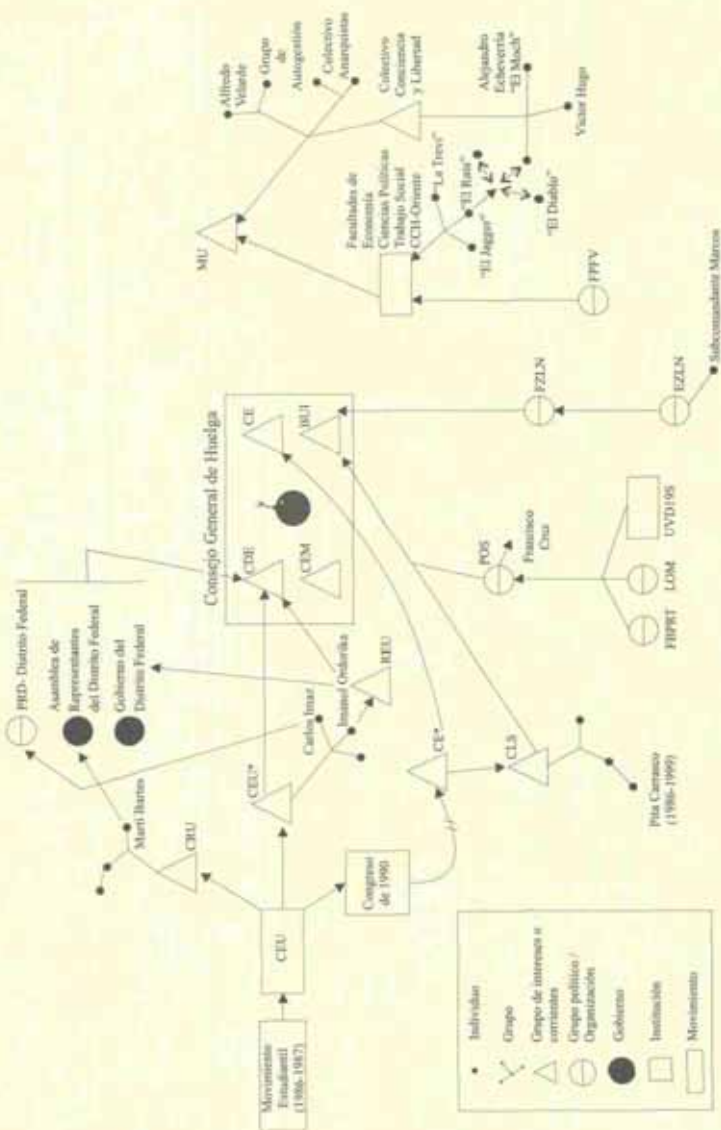 Movimiento
Estudiantil
(1986-1987)
CEU
CRU
Martí Batres
PRD- Distrito Federal
Asamblea de
Representantes
del Distrito Federal
Gobierno del
Distrito Federal
CEU*
Carlos Imaz
Imanol Ordorika
REU
Congreso
de 1990
CE*
CLS
Pita Carrasco
(1986-1999)
Consejo General de Huelga
CDE
CE
CEM
BUI
POS
Francisco
Cruz
FBPRT
LOM
UVD19S
FZLN
EZLN
Subcomandante Marcos
MU
Alfredo
Velarde
Grupo de
Autogestión
Colectivo
Anarquistas
Colectivo
Conciencia
y Libertad
Facultades de
Economía
Ciencias Políticas
Trabajo Social
CCH-Oriente
"La Trevi"
"El Jagger"
"El Rata"
"El Diablo"
Alejandro
Echeverría
"El Mosh"
Víctor Hugo
FPFV
Individuo
Grupo
Grupo de intereses o
corrientes
Grupo político /
Organización
Gobierno
Institución
Movimiento